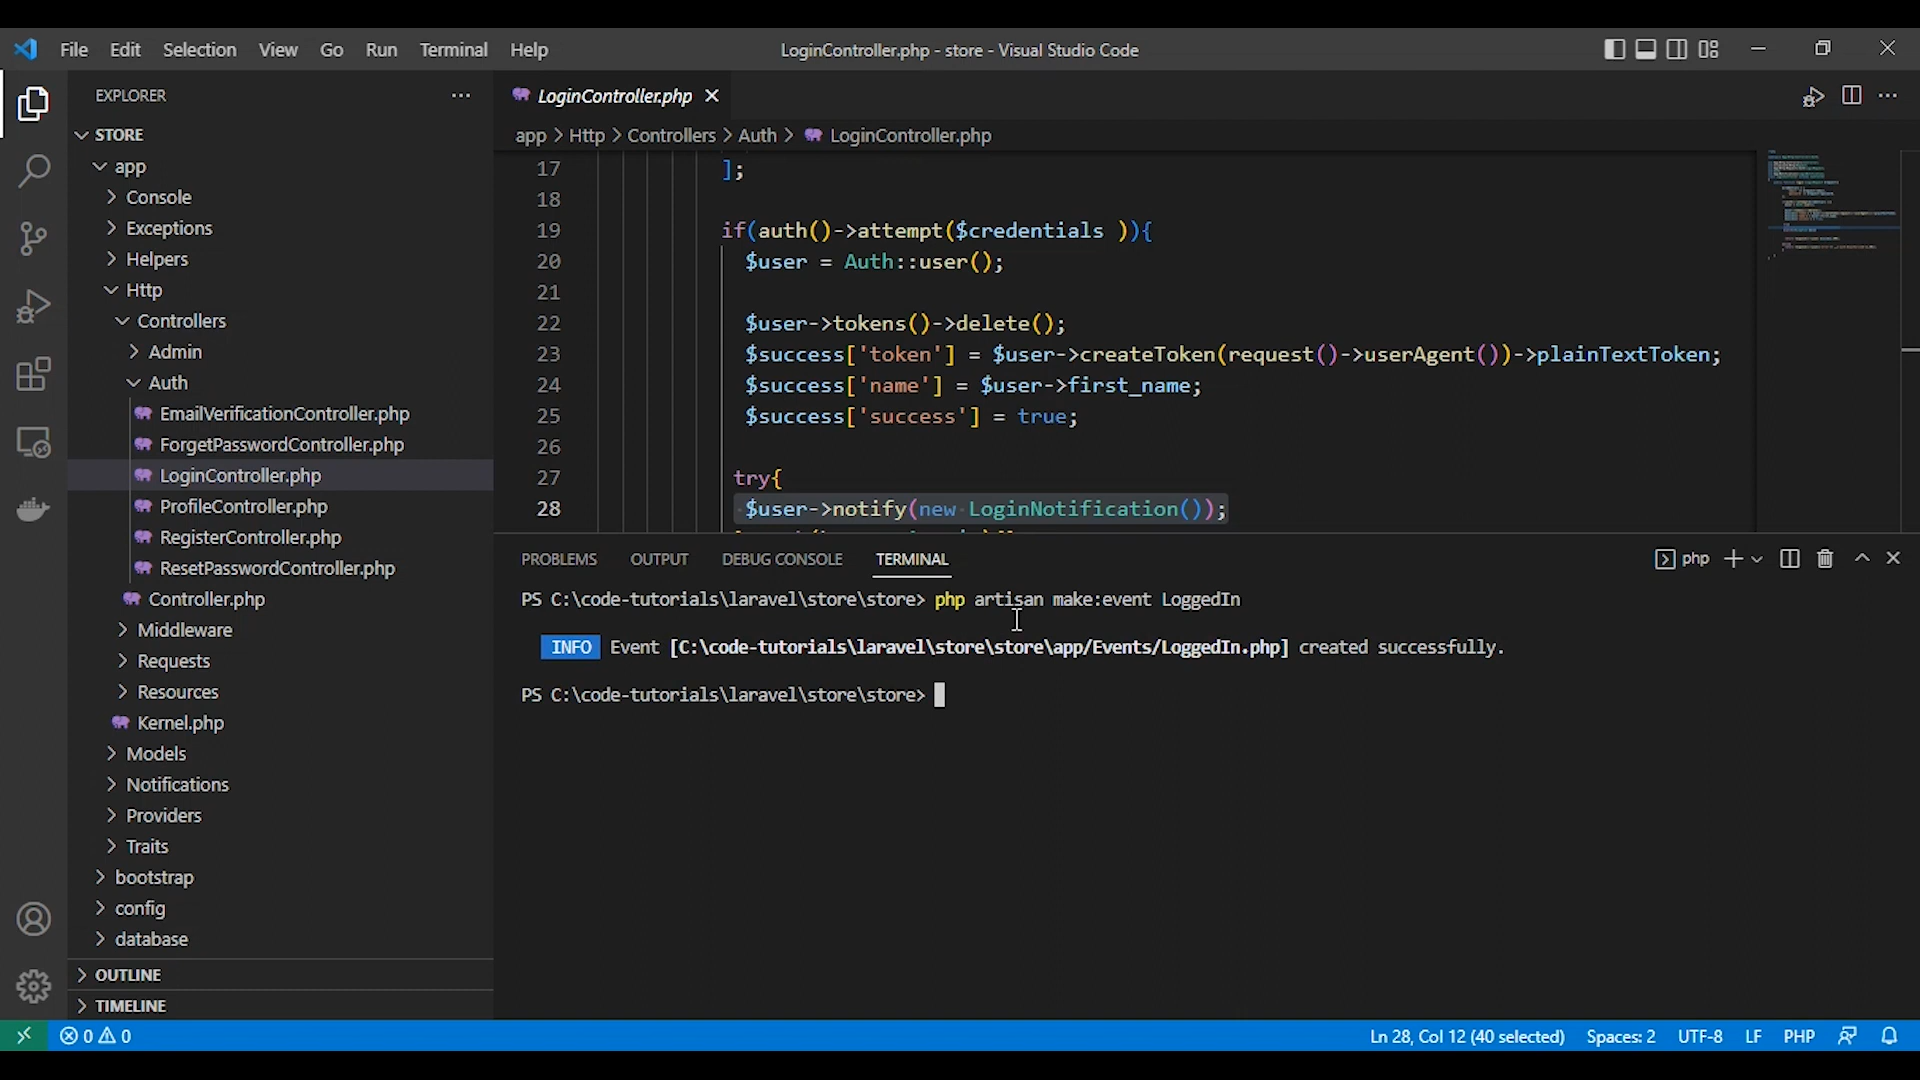 File Edit Selection View Go Run Terminal Help
LoginController.php - store - Visual Studio Code
EXPLORER
STORE
app
Console
Exceptions
Helpers
Http
Controllers
Admin
Auth
EmailVerificationController.php
ForgetPasswordController.php
LoginController.php
ProfileController.php
RegisterController.php
ResetPasswordController.php
Controller.php
Middleware
Requests
Resources
Kernel.php
Models
Notifications
Providers
Traits
bootstrap
config
database
OUTLINE
TIMELINE
LoginController.php
app > Http > Controllers > Auth > LoginController.php
17 ];
18
19 if(auth()->attempt($credentials )){
20 $user = Auth::user();
21
22 $user->tokens()->delete();
23 $success['token'] = $user->createToken(request()->userAgent())->plainTextToken;
24 $success['name'] = $user->first_name;
25 $success['success'] = true;
26
27 try{
28 $user->notify(new LoginNotification());
PROBLEMS OUTPUT DEBUG CONSOLE TERMINAL
php
PS C:\code-tutorials\laravel\store\store> php artisan make:event LoggedIn
INFO Event [C:\code-tutorials\laravel\store\store\app/Events/LoggedIn.php] created successfully.
PS C:\code-tutorials\laravel\store\store>
0 0
Ln 28, Col 12 (40 selected) Spaces: 2 UTF-8 LF PHP